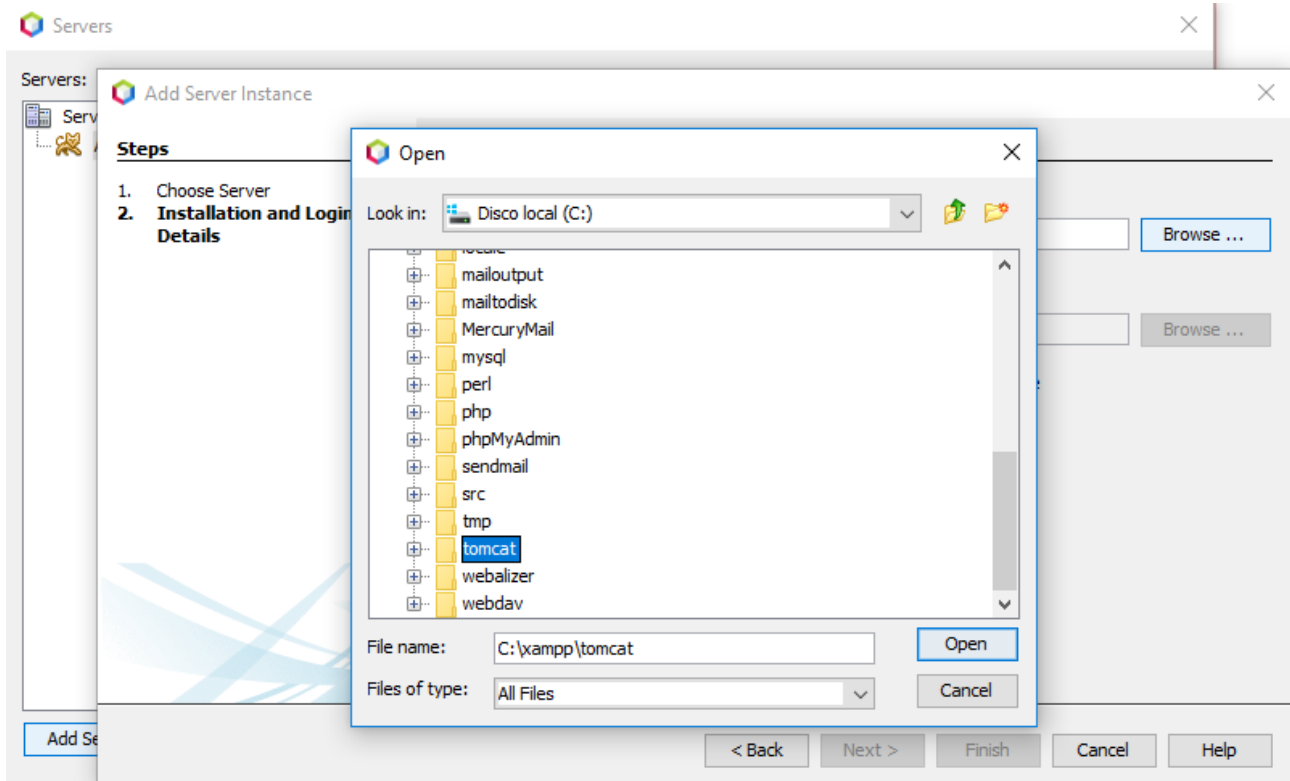 Servers
Servers:
Add Server Instance
Serv
Steps
1. Choose Server
2. Installation and Login
Details
Open
Look in: Disco local (C:)
Browse ...
Browse ...
locale
mailoutput
mailtodisk
MercuryMail
mysql
perl
php
phpMyAdmin
sendmail
src
tmp
tomcat
webalizer
webdav
File name: C:\xampp\tomcat
Open
Files of type: All Files
Cancel
Add Se
< Back Next > Finish Cancel Help